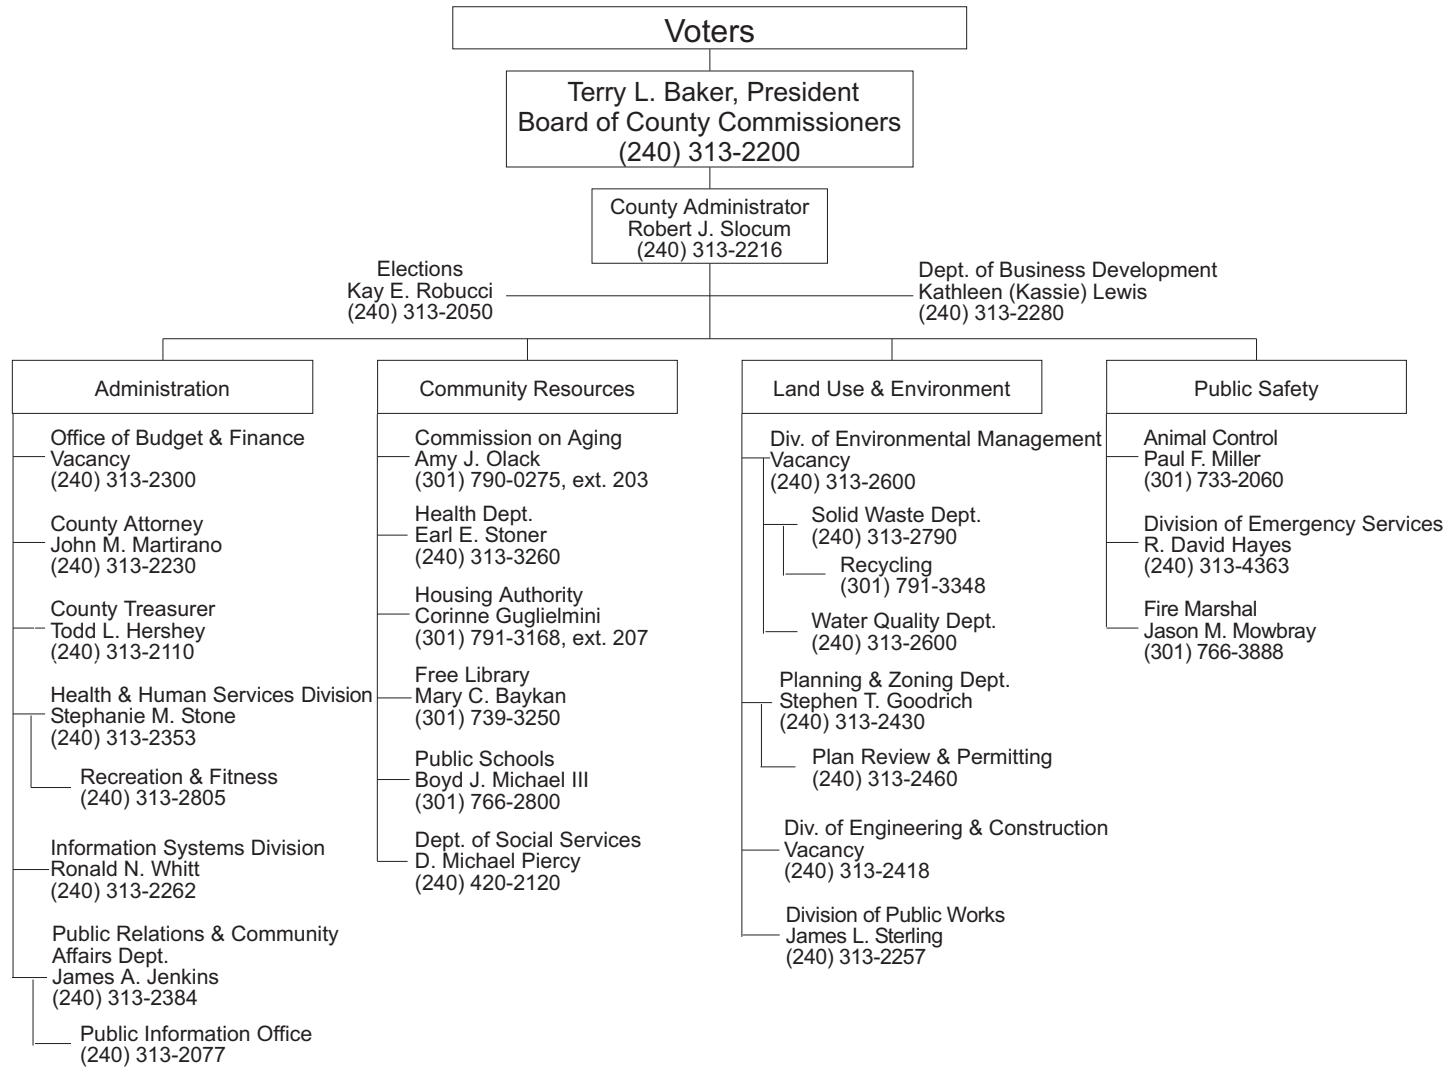 Voters
Terry L. Baker, President
Board of County Commissioners
(240) 313-2200
County Administrator
Robert J. Slocum
(240) 313-2216
Elections
Kay E. Robucci
(240) 313-2050
Dept. of Business Development
Kathleen (Kassie) Lewis
(240) 313-2280
Administration
Office of Budget & Finance
Vacancy
(240) 313-2300
County Attorney
John M. Martirano
(240) 313-2230
County Treasurer
Todd L. Hershey
(240) 313-2110
Health & Human Services Division
Stephanie M. Stone
(240) 313-2353
Recreation & Fitness
(240) 313-2805
Information Systems Division
Ronald N. Whitt
(240) 313-2262
Public Relations & Community
Affairs Dept.
James A. Jenkins
(240) 313-2384
Public Information Office
(240) 313-2077
Community Resources
Commission on Aging
Amy J. Olack
(301) 790-0275, ext. 203
Health Dept.
Earl E. Stoner
(240) 313-3260
Housing Authority
Corinne Guglielmini
(301) 791-3168, ext. 207
Free Library
Mary C. Baykan
(301) 739-3250
Public Schools
Boyd J. Michael III
(301) 766-2800
Dept. of Social Services
D. Michael Piercy
(240) 420-2120
Land Use & Environment
Div. of Environmental Management
Vacancy
(240) 313-2600
Solid Waste Dept.
(240) 313-2790
Recycling
(301) 791-3348
Water Quality Dept.
(240) 313-2600
Planning & Zoning Dept.
Stephen T. Goodrich
(240) 313-2430
Plan Review & Permitting
(240) 313-2460
Div. of Engineering & Construction
Vacancy
(240) 313-2418
Division of Public Works
James L. Sterling
(240) 313-2257
Public Safety
Animal Control
Paul F. Miller
(301) 733-2060
Division of Emergency Services
R. David Hayes
(240) 313-4363
Fire Marshal
Jason M. Mowbray
(301) 766-3888